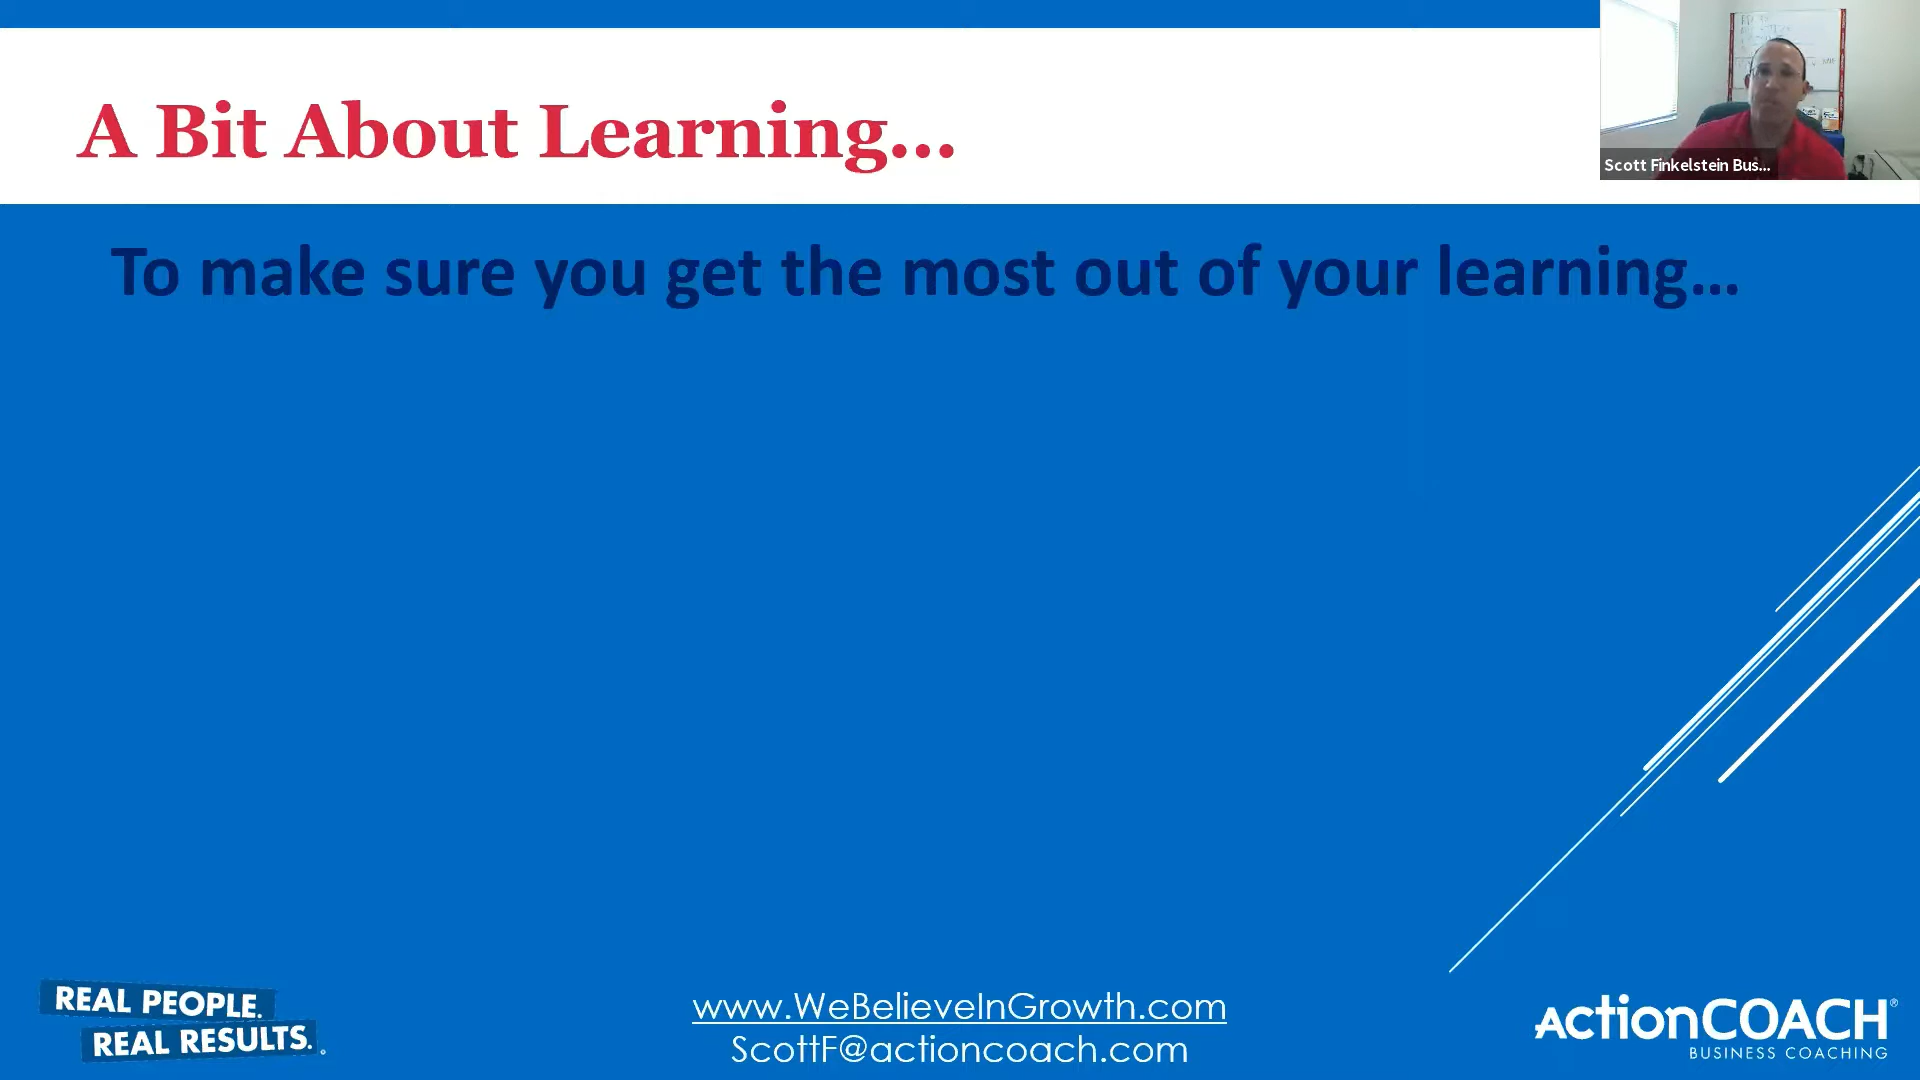 A Bit About Learning...
Scott Finkelstein Bus...
To make sure you get the most out of your learning...
REAL PEOPLE.
REAL RESULTS.
www.WeBelieveInGrowth.com
ScottF@actioncoach.com
ActionCOACH®
BUSINESS COACHING